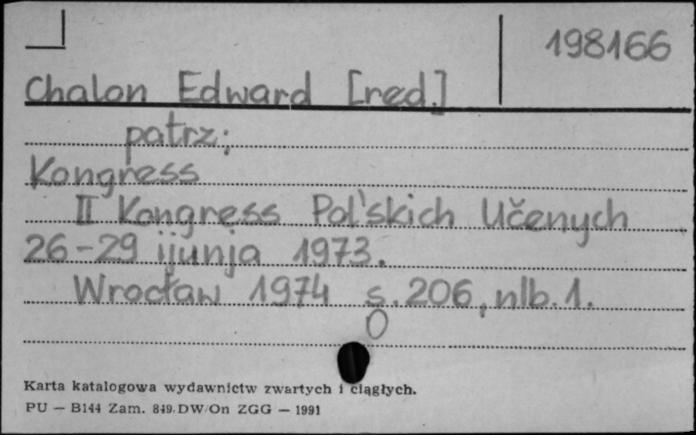 198166
Chalon Edward [red.]
patrz:
Kongress
II Kongress Pol'skich Učenych
26-29 ijunja 1973.
Wrocław 1974 s. 206, nlb. 1.
O
Karta katalogowa wydawnictw zwartych i ciągłych.
PU — B144 Zam. 849/DW/On ZGG — 1991